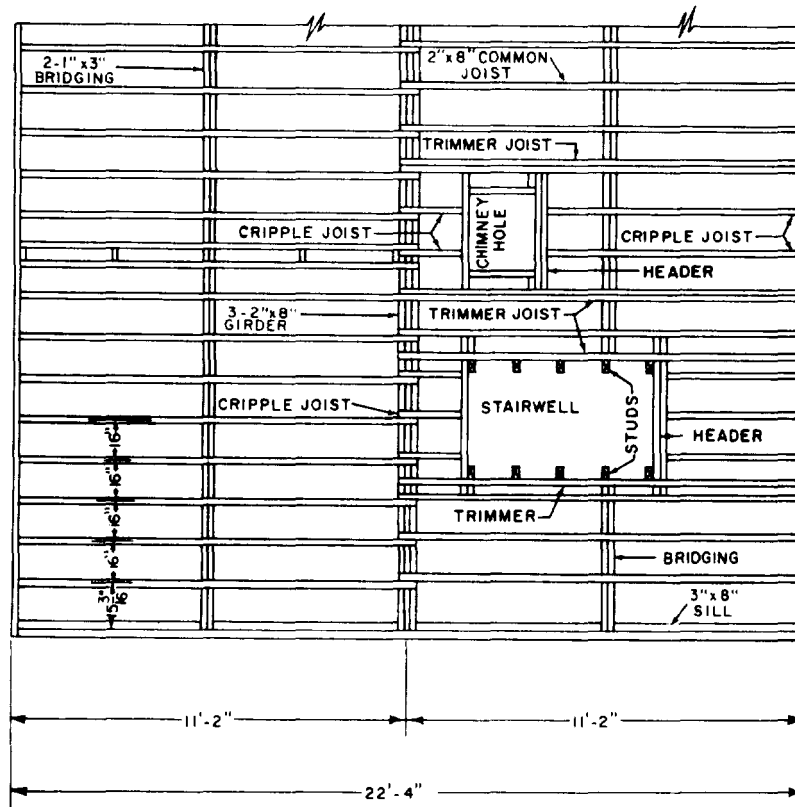 2-1"x3"
BRIDGING
2"x8" COMMON
JOIST
TRIMMER JOIST
CHIMNEY
HOLE
CRIPPLE JOIST
CRIPPLE JOIST
HEADER
3-2"x8"
GIRDER
TRIMMER JOIST
CRIPPLE JOIST
STAIRWELL
STUDS
HEADER
16"
16"
16"
16"
TRIMMER
BRIDGING
3"x8"
SILL
11'-2"
11'-2"
22'-4"